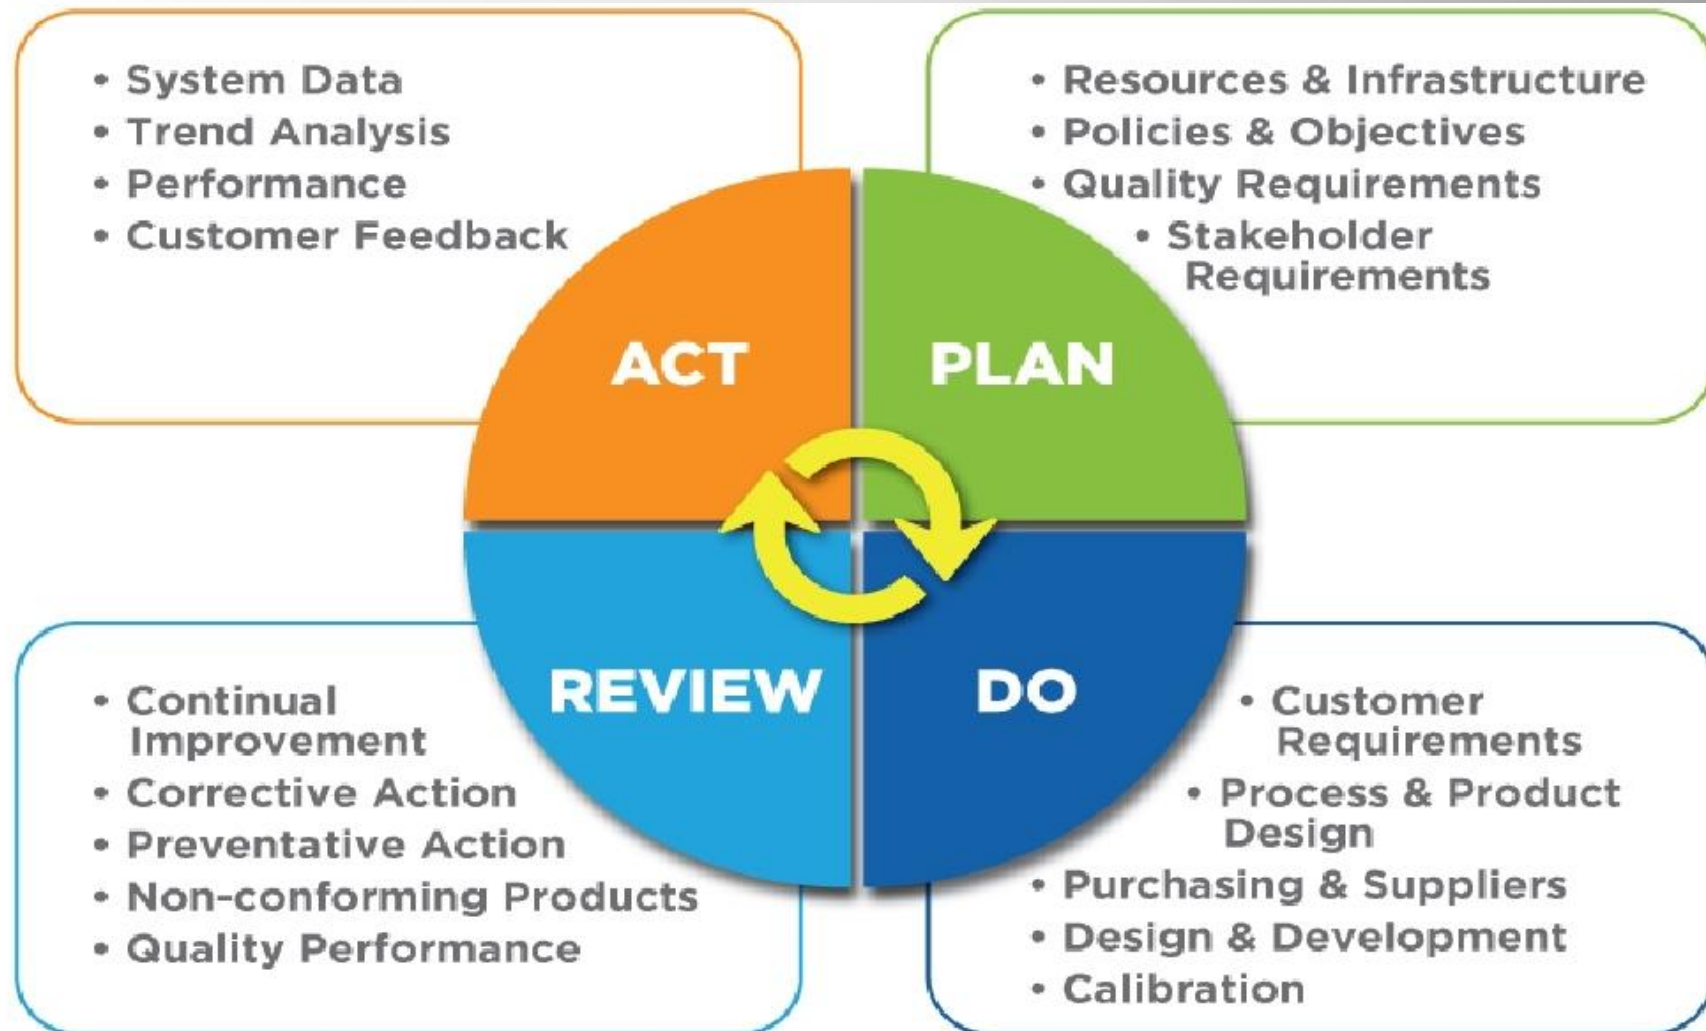 • System Data
• Trend Analysis
• Performance
• Customer Feedback
• Resources & Infrastructure
• Policies & Objectives
• Quality Requirements
• Stakeholder
Requirements
ACT
PLAN
REVIEW
DO
• Continual
Improvement
• Corrective Action
• Preventative Action
• Non-conforming Products
• Quality Performance
• Customer
Requirements
• Process & Product
Design
• Purchasing & Suppliers
• Design & Development
• Calibration